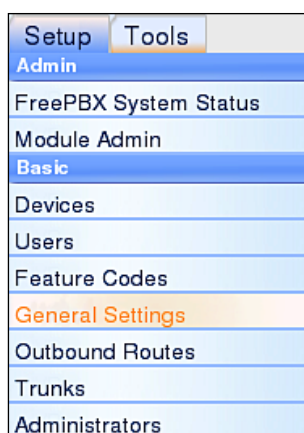 Setup Tools
Admin
FreePBX System Status
Module Admin
Basic
Devices
Users
Feature Codes
General Settings
Outbound Routes
Trunks
Administrators